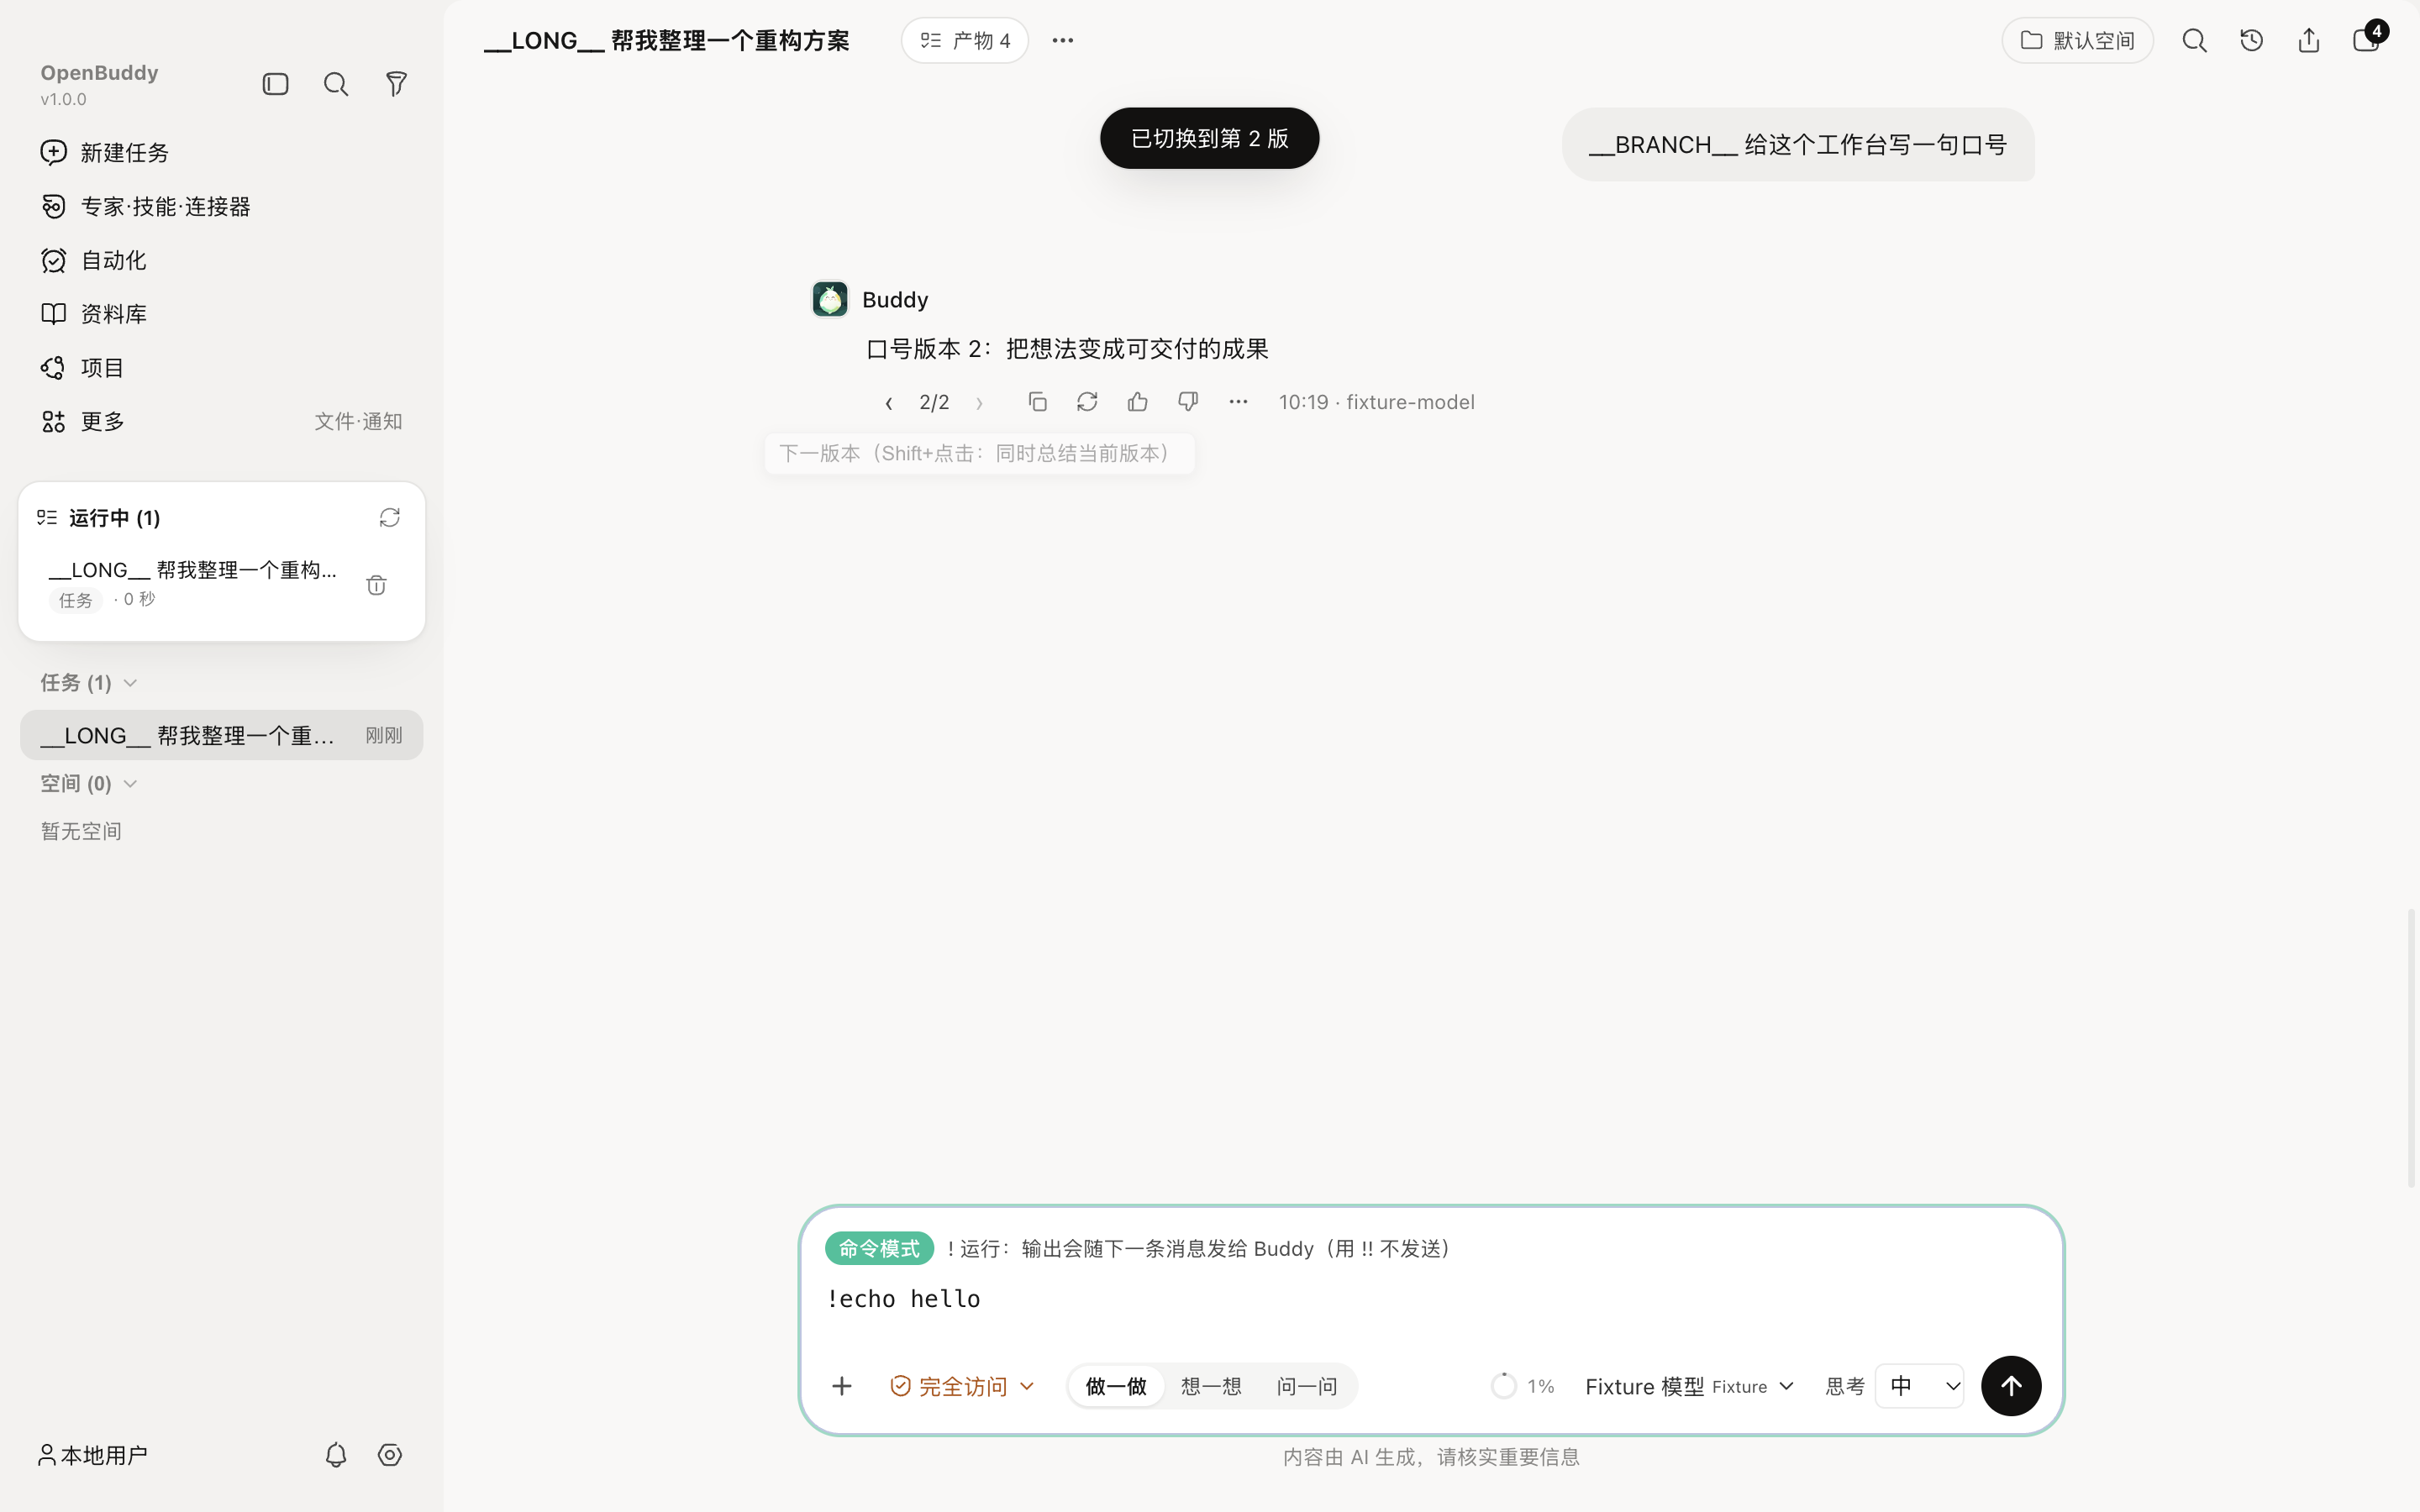 OpenBuddy
v1.0.0
新建任务
专家·技能·连接器
自动化
资料库
项目
更多 文件·通知
运行中 (1)
__LONG__ 帮我整理一个重构...
任务 · 0 秒
任务 (1)
__LONG__ 帮我整理一个重... 刚刚
空间 (0)
暂无空间
本地用户
__LONG__ 帮我整理一个重构方案
产物 4
默认空间
4
已切换到第 2 版
__BRANCH__ 给这个工作台写一句口号
Buddy
口号版本 2：把想法变成可交付的成果
2/2
10:19 · fixture-model
下一版本（Shift+点击：同时总结当前版本）
命令模式 ! 运行：输出会随下一条消息发给 Buddy（用 !! 不发送）
!echo hello
完全访问 做一做 想一想 问一问 1% Fixture 模型 Fixture 思考 中
内容由 AI 生成，请核实重要信息